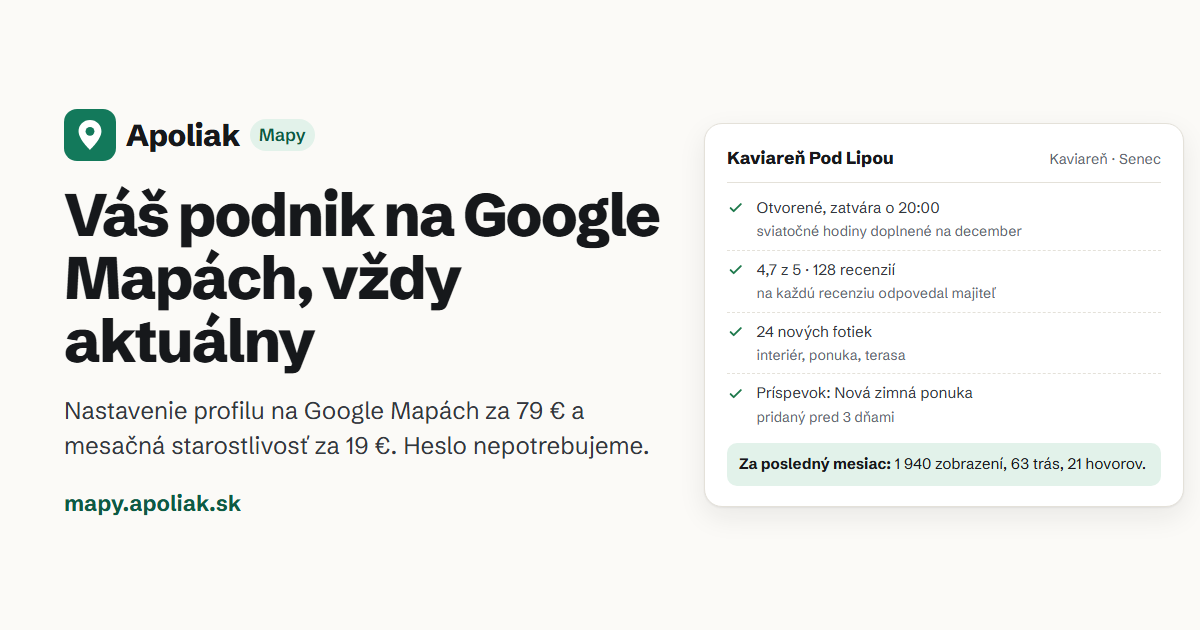 Apoliak Mapy
Váš podnik na Google
Mapách, vždy
aktuálny
Nastavenie profilu na Google Mapách za 79 € a
mesačná starostlivosť za 19 €. Heslo nepotrebujeme.
mapy.apoliak.sk
Kaviareň Pod Lipou Kaviareň · Senec
Otvorené, zatvára o 20:00
sviatočné hodiny doplnené na december
4,7 z 5 · 128 recenzií
na každú recenziu odpovedal majiteľ
24 nových fotiek
interiér, ponuka, terasa
Príspevok: Nová zimná ponuka
pridaný pred 3 dňami
Za posledný mesiac: 1 940 zobrazení, 63 trás, 21 hovorov.